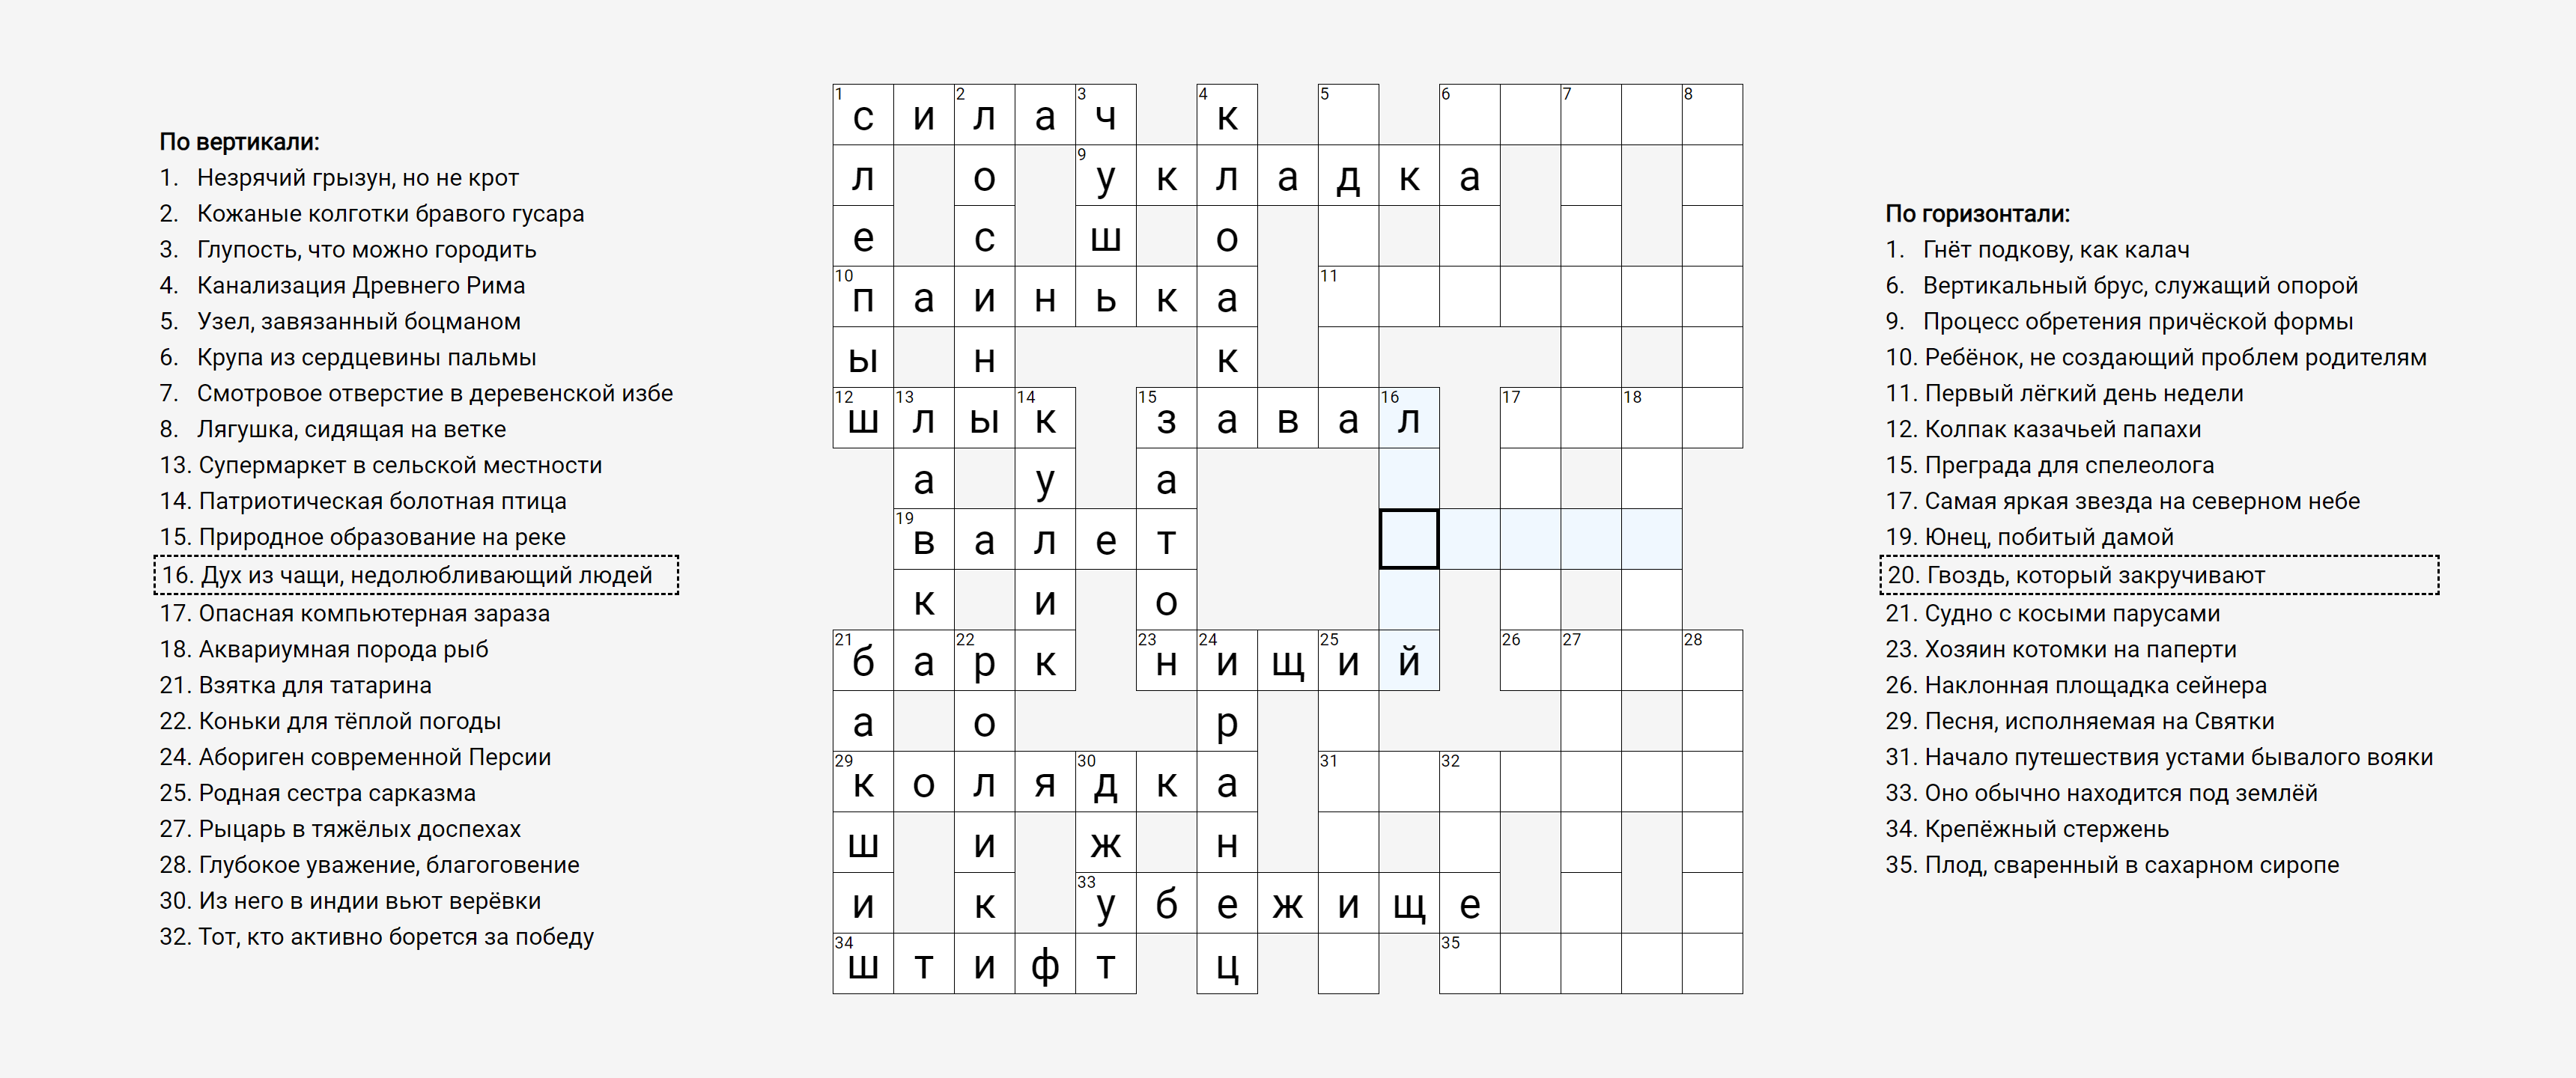 По вертикали:
1. Незрячий грызун, но не крот
2. Кожаные колготки бравого гусара
3. Глупость, что можно городить
4. Канализация Древнего Рима
5. Узел, завязанный боцманом
6. Крупа из сердцевины пальмы
7. Смотровое отверстие в деревенской избе
8. Лягушка, сидящая на ветке
13. Супермаркет в сельской местности
14. Патриотическая болотная птица
15. Природное образование на реке
16. Дух из чащи, недолюбливающий людей
17. Опасная компьютерная зараза
18. Аквариумная порода рыб
21. Взятка для татарина
22. Коньки для тёплой погоды
24. Абориген современной Персии
25. Родная сестра сарказма
27. Рыцарь в тяжёлых доспехах
28. Глубокое уважение, благоговение
30. Из него в индии вьют верёвки
32. Тот, кто активно борется за победу
1 с и 2 л а 3 ч 4 к 5 6 7 8
л о 9 у к л а д к а
е с ш о
10 п а и н ь к а 11
ы н к
12 ш 13 л ы 14 к 15 з а в а 16 л 17 18
а у а
19 в а л е т
к и о
21 б а 22 р к 23 н 24 и щ 25 и й 26 27 28
а о р
29 к о л я 30 д к а 31 32
ш и ж н
и к 33 у б е ж и щ е
34 ш т и ф т ц 35
По горизонтали:
1. Гнёт подкову, как калач
6. Вертикальный брус, служащий опорой
9. Процесс обретения причёской формы
10. Ребёнок, не создающий проблем родителям
11. Первый лёгкий день недели
12. Колпак казачьей папахи
15. Преграда для спелеолога
17. Самая яркая звезда на северном небе
19. Юнец, побитый дамой
20. Гвоздь, который закручивают
21. Судно с косыми парусами
23. Хозяин котомки на паперти
26. Наклонная площадка сейнера
29. Песня, исполняемая на Святки
31. Начало путешествия устами бывалого вояки
33. Оно обычно находится под землёй
34. Крепёжный стержень
35. Плод, сваренный в сахарном сиропе